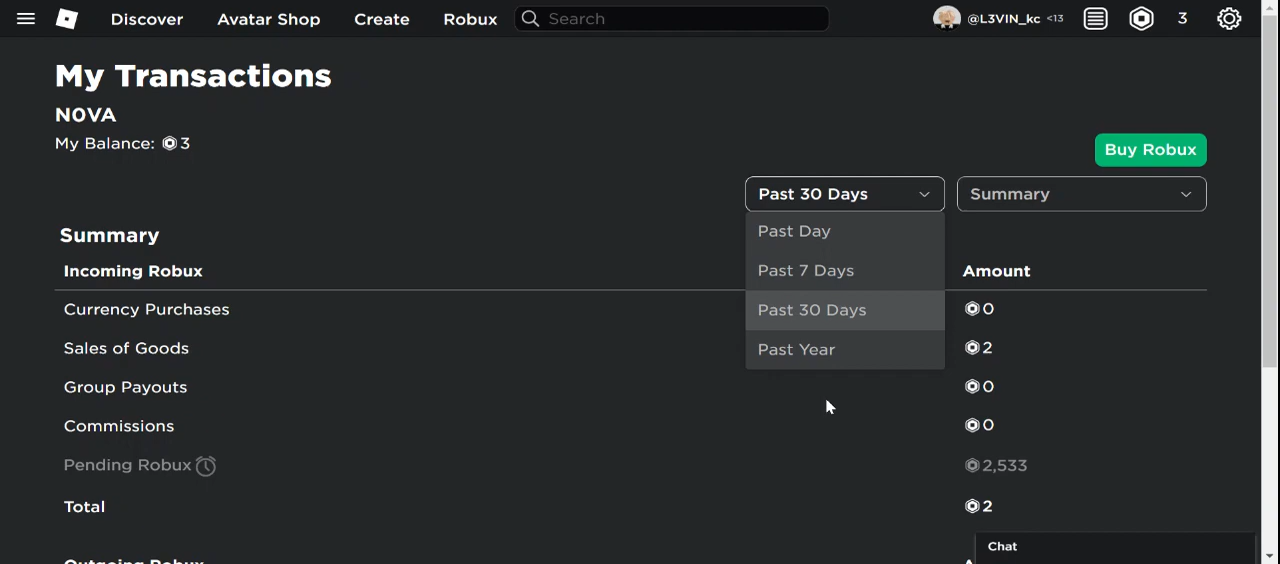 Discover Avatar Shop Create Robux Search @L3VIN_kc <13 3
My Transactions
N0VA
My Balance: 3
Buy Robux
Past 30 Days Summary
Past Day
Past 7 Days
Past 30 Days
Past Year
Summary
Incoming Robux Amount
Currency Purchases 0
Sales of Goods 2
Group Payouts 0
Commissions 0
Pending Robux 2,533
Total 2
Chat
Outgoing Robux